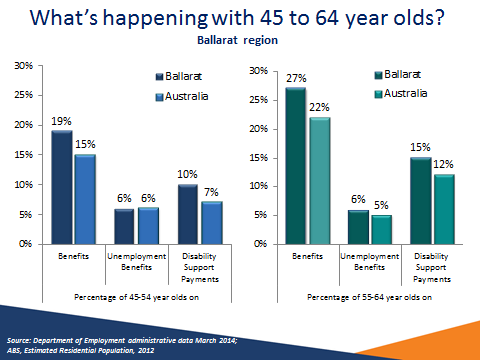 What's happening with 45 to 64 year olds?
Ballarat region
30%
25%
20%
15%
10%
5%
0%
Ballarat
Australia
19%
15%
6%
6%
10%
7%
Benefits
Unemployment
Benefits
Disability
Support
Payments
Percentage of 45-54 year olds on
30%
25%
20%
15%
10%
5%
0%
Ballarat
Australia
27%
22%
6%
5%
15%
12%
Benefits
Unemployment
Benefits
Disability
Support
Payments
Percentage of 55-64 year olds on
Source: Department of Employment administrative data March 2014;
ABS, Estimated Residential Population, 2012